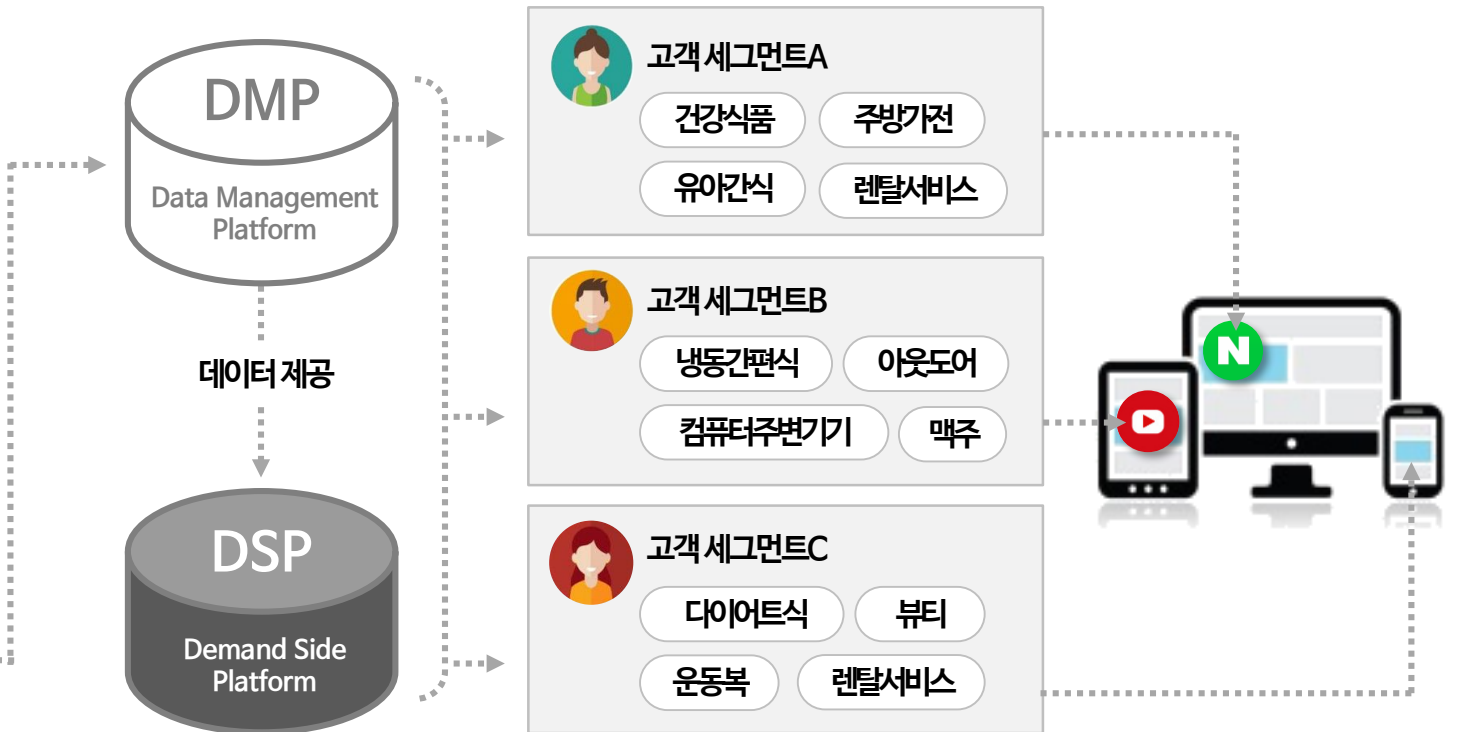 DMP
Data Management
Platform
데이터 제공
DSP
Demand Side
Platform
고객 세그먼트A
건강식품
주방가전
유아간식
렌탈서비스
고객 세그먼트B
냉동간편식
아웃도어
컴퓨터주변기기
맥주
고객 세그먼트C
다이어트식
뷰티
운동복
렌탈서비스
N